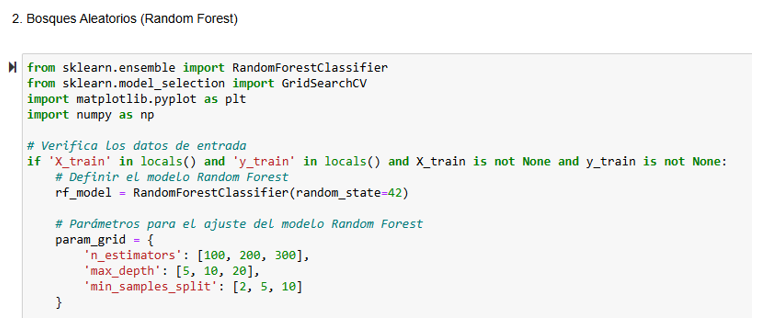 2. Bosques Aleatorios (Random Forest)
from sklearn.ensemble import RandomForestClassifier
from sklearn.model_selection import GridSearchCV
import matplotlib.pyplot as plt
import numpy as np

# Verifica los datos de entrada
if 'X_train' in locals() and 'y_train' in locals() and X_train is not None and y_train is not None:
    # Definir el modelo Random Forest
    rf_model = RandomForestClassifier(random_state=42)

    # Parámetros para el ajuste del modelo Random Forest
    param_grid = {
        'n_estimators': [100, 200, 300],
        'max_depth': [5, 10, 20],
        'min_samples_split': [2, 5, 10]
    }